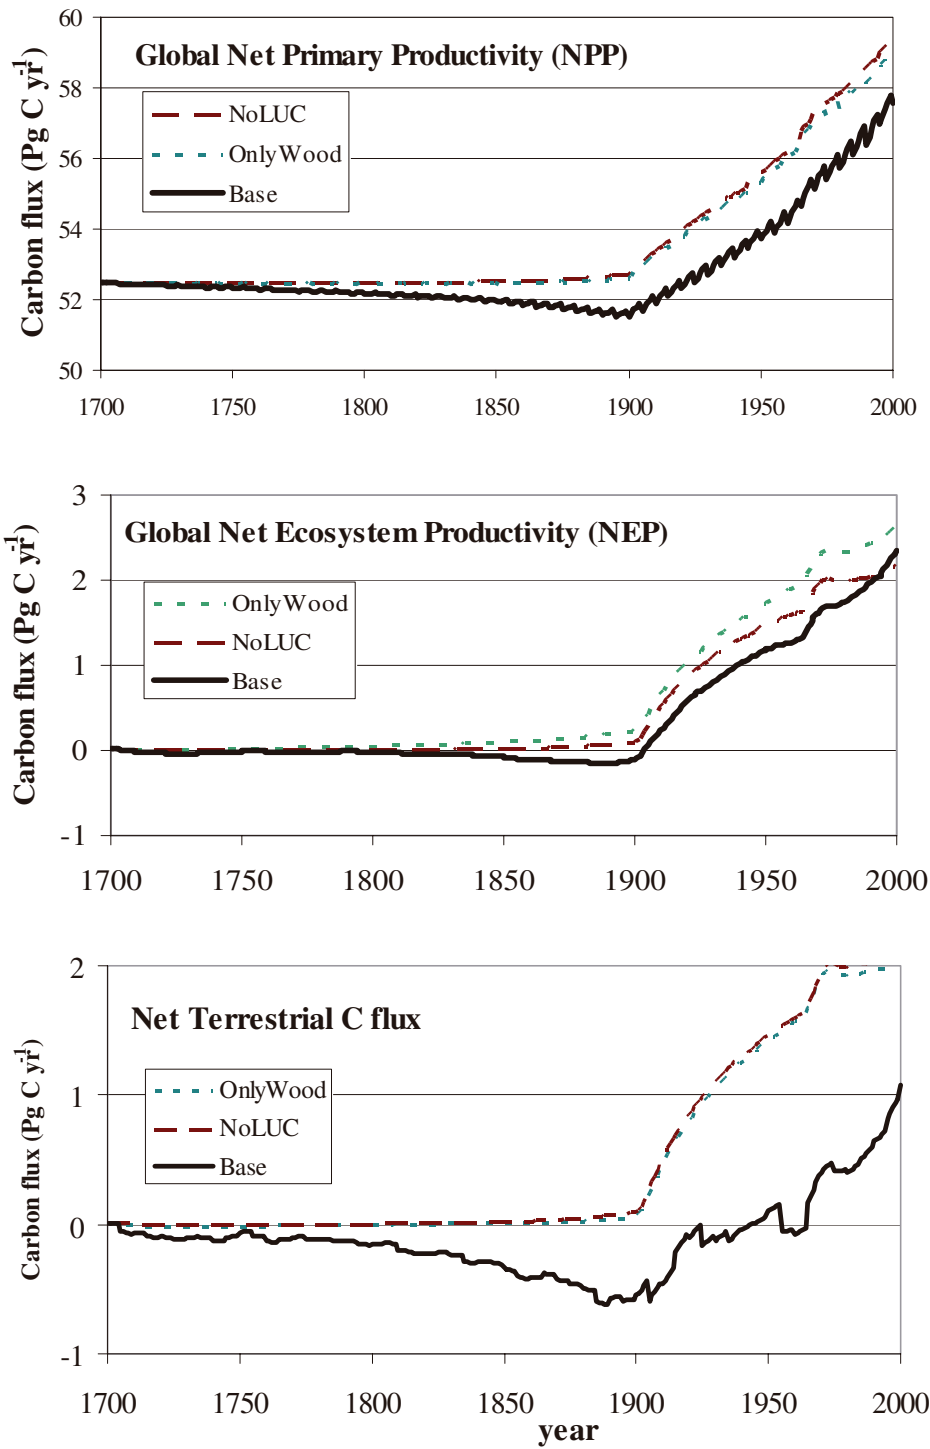 Global Net Primary Productivity (NPP)
Carbon flux (Pg C yr-1)
60
58
56
54
52
50
NoLUC
OnlyWood
Base
1700 1750 1800 1850 1900 1950 2000
Global Net Ecosystem Productivity (NEP)
Carbon flux (Pg C yr-1)
3
2
1
0
-1
OnlyWood
NoLUC
Base
1700 1750 1800 1850 1900 1950 2000
Net Terrestrial C flux
Carbon flux (Pg C yr-1)
2
1
0
-1
OnlyWood
NoLUC
Base
1700 1750 1800 1850 1900 1950 2000
year